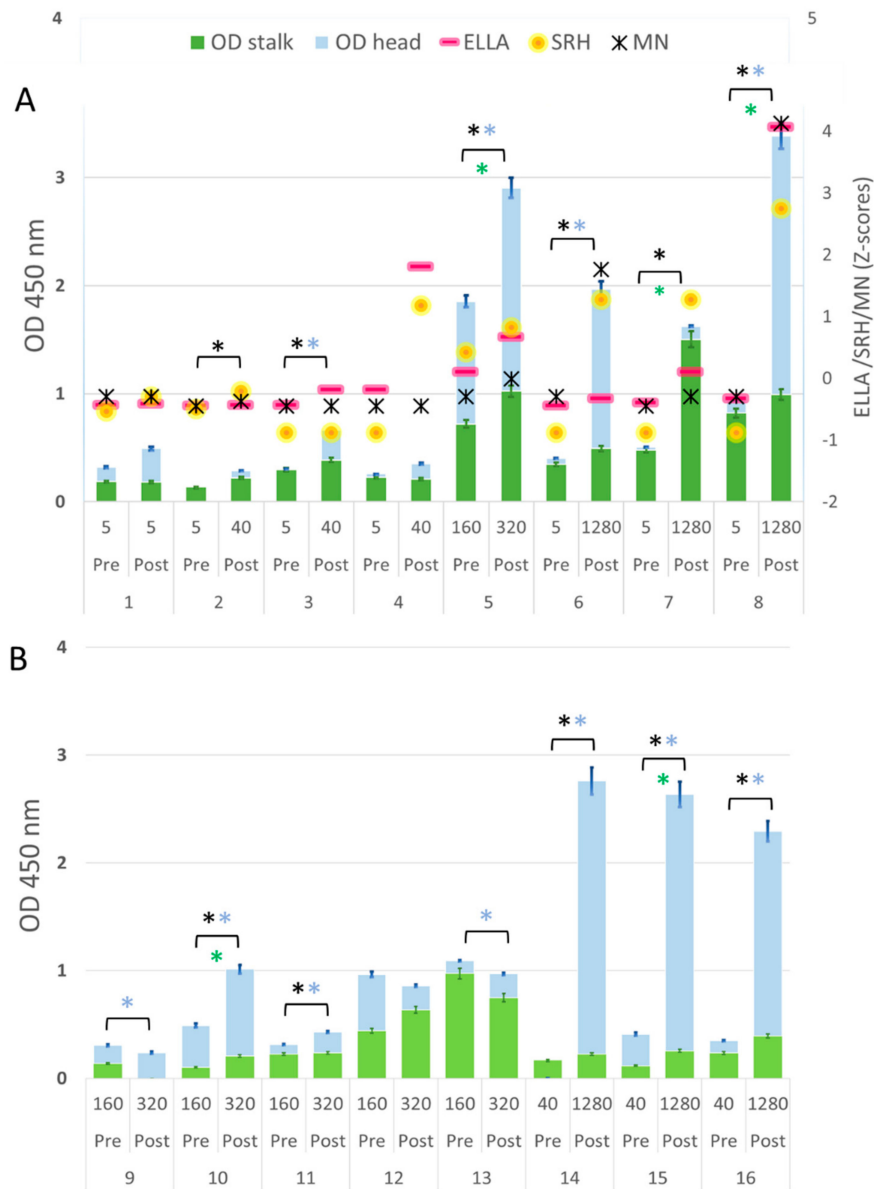 4 5
OD stalk OD head ELLA SRH MN
A
* * * *
4
3 * * 3
* *
* * *
2 2
* * * * 1
1 0
-1
0 -2
OD 450 nm
ELLA /SRH/MN (Z-scores)
5 5 5 40 5 40 5 40 160 320 5 1280 5 1280 5 1280
Pre Post Pre Post Pre Post Pre Post Pre Post Pre Post Pre Post Pre Post
1 2 3 4 5 6 7 8
B
4
* * * *
3 * * *
2
* * *
1 * * * *
0
OD 450 nm
160 320 160 320 160 320 160 320 160 320 40 1280 40 1280 40 1280
Pre Post Pre Post Pre Post Pre Post Pre Post Pre Post Pre Post Pre Post
9 10 11 12 13 14 15 16